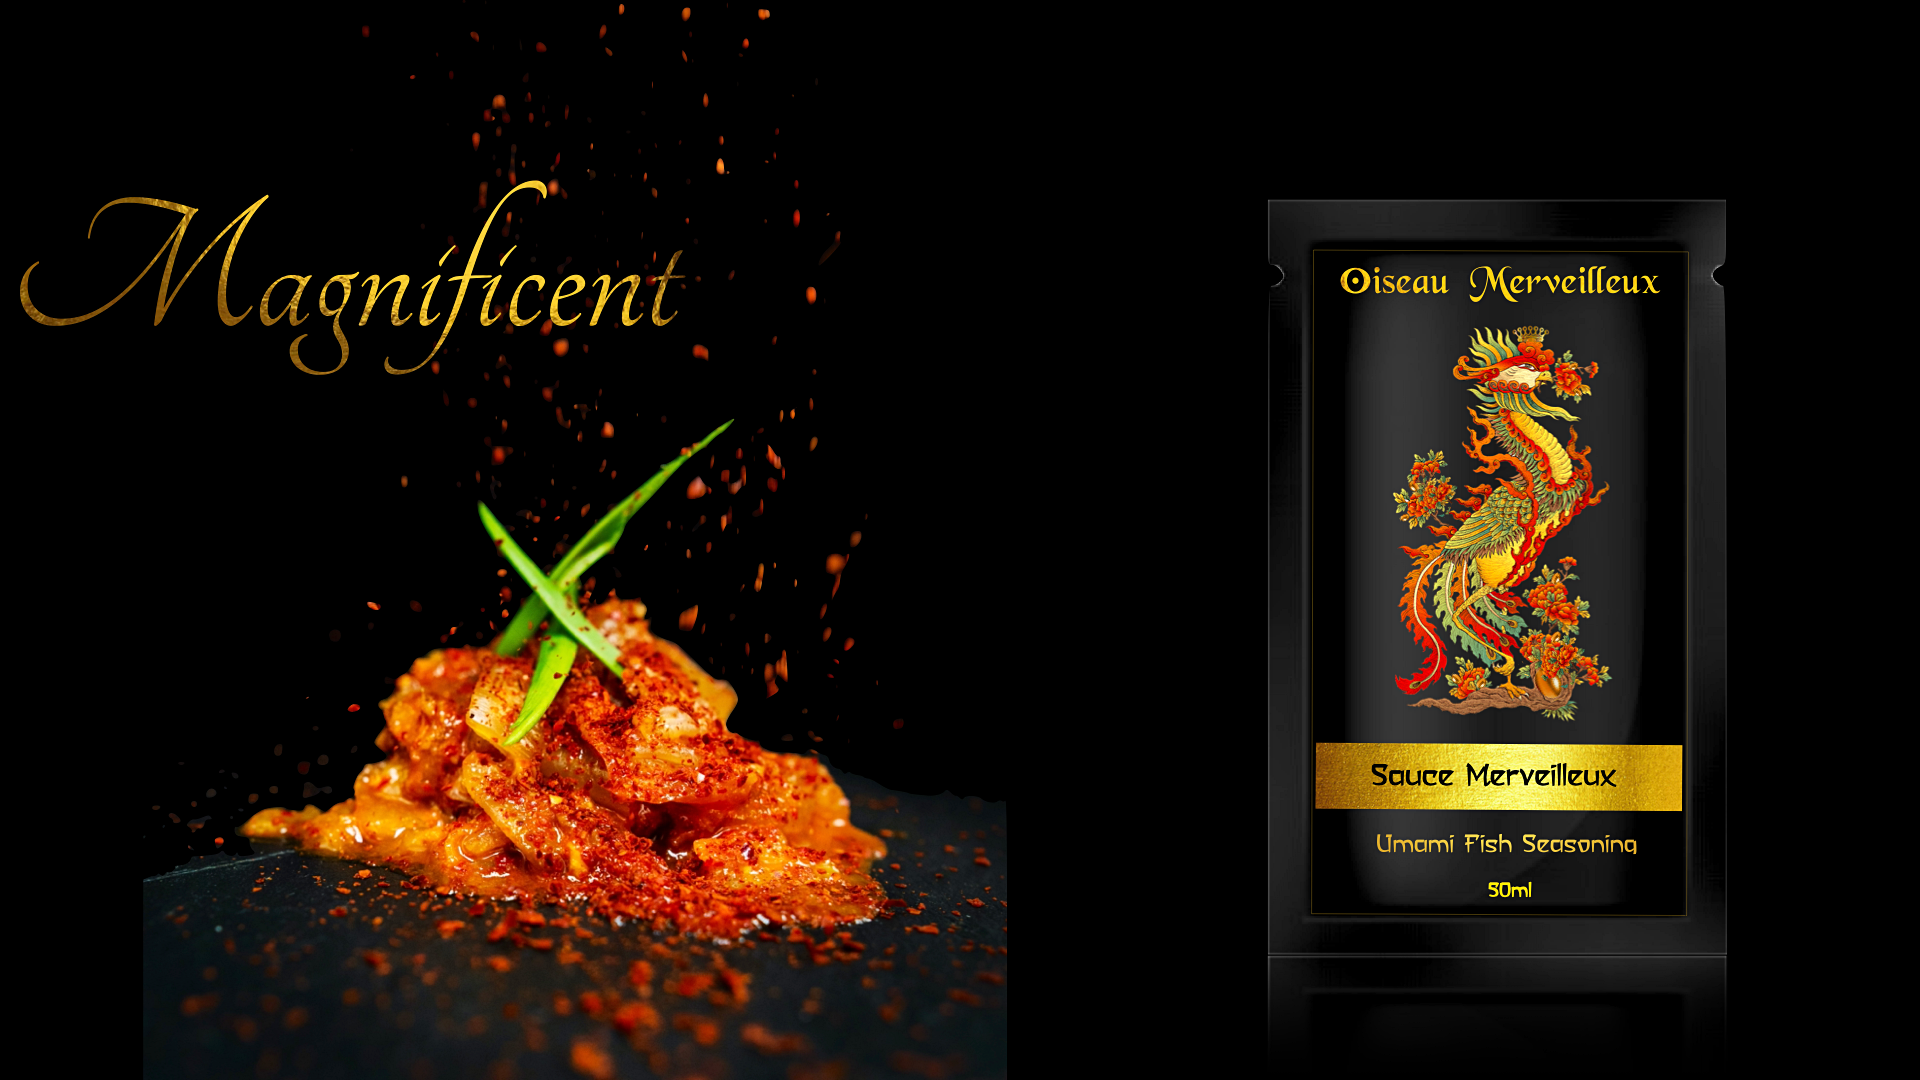 Magnificent
Oiseau Merveilleux
Sauce Merveilleux
Umami Fish Seasoning
50ml